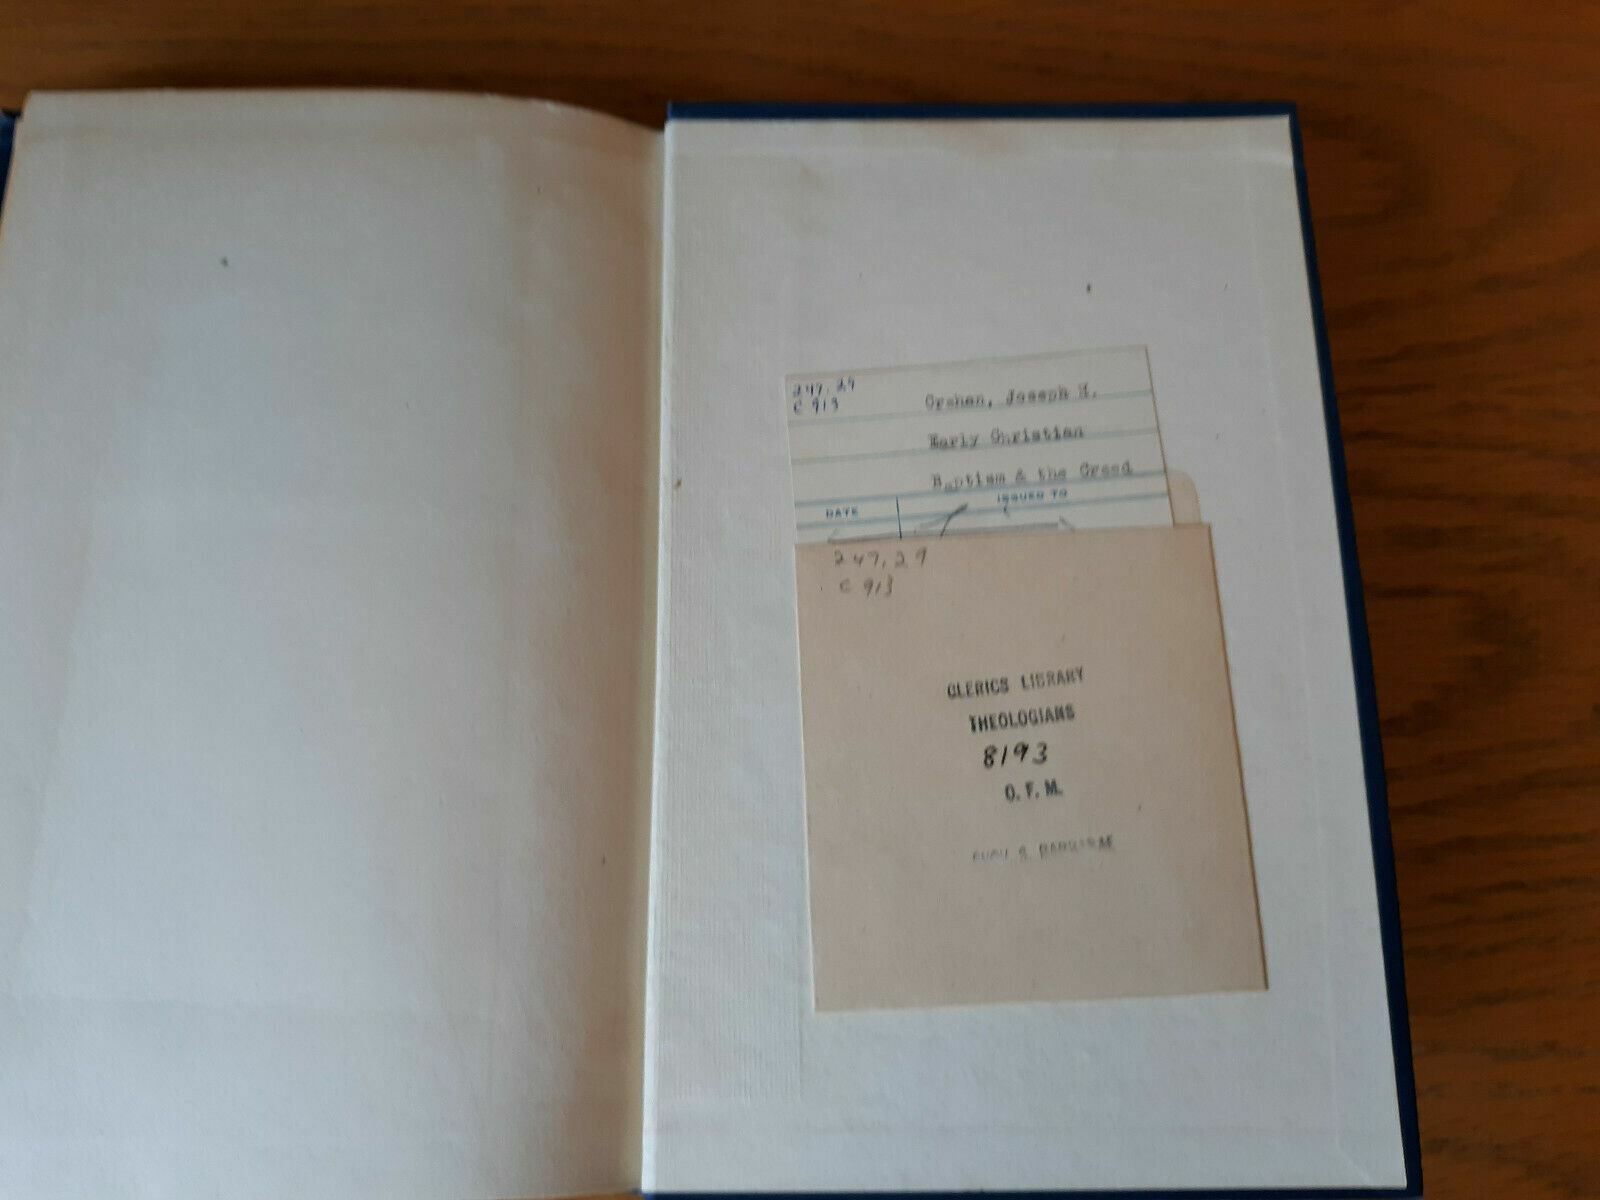 247.29
C 913
Crehan, Joseph H.
Early Christian
Baptism & the Creed
DATE
ISSUED TO
247.29
C 913
CLERICS LIBRARY
THEOLOGIANS
8193
O. F. M.